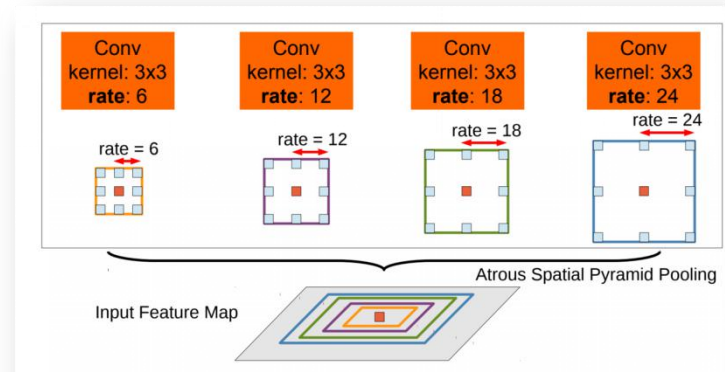 Conv
kernel: 3x3
rate: 6
Conv
kernel: 3x3
rate: 12
Conv
kernel: 3x3
rate: 18
Conv
kernel: 3x3
rate: 24
rate = 6
rate = 12
rate = 18
rate = 24
Atrous Spatial Pyramid Pooling
Input Feature Map